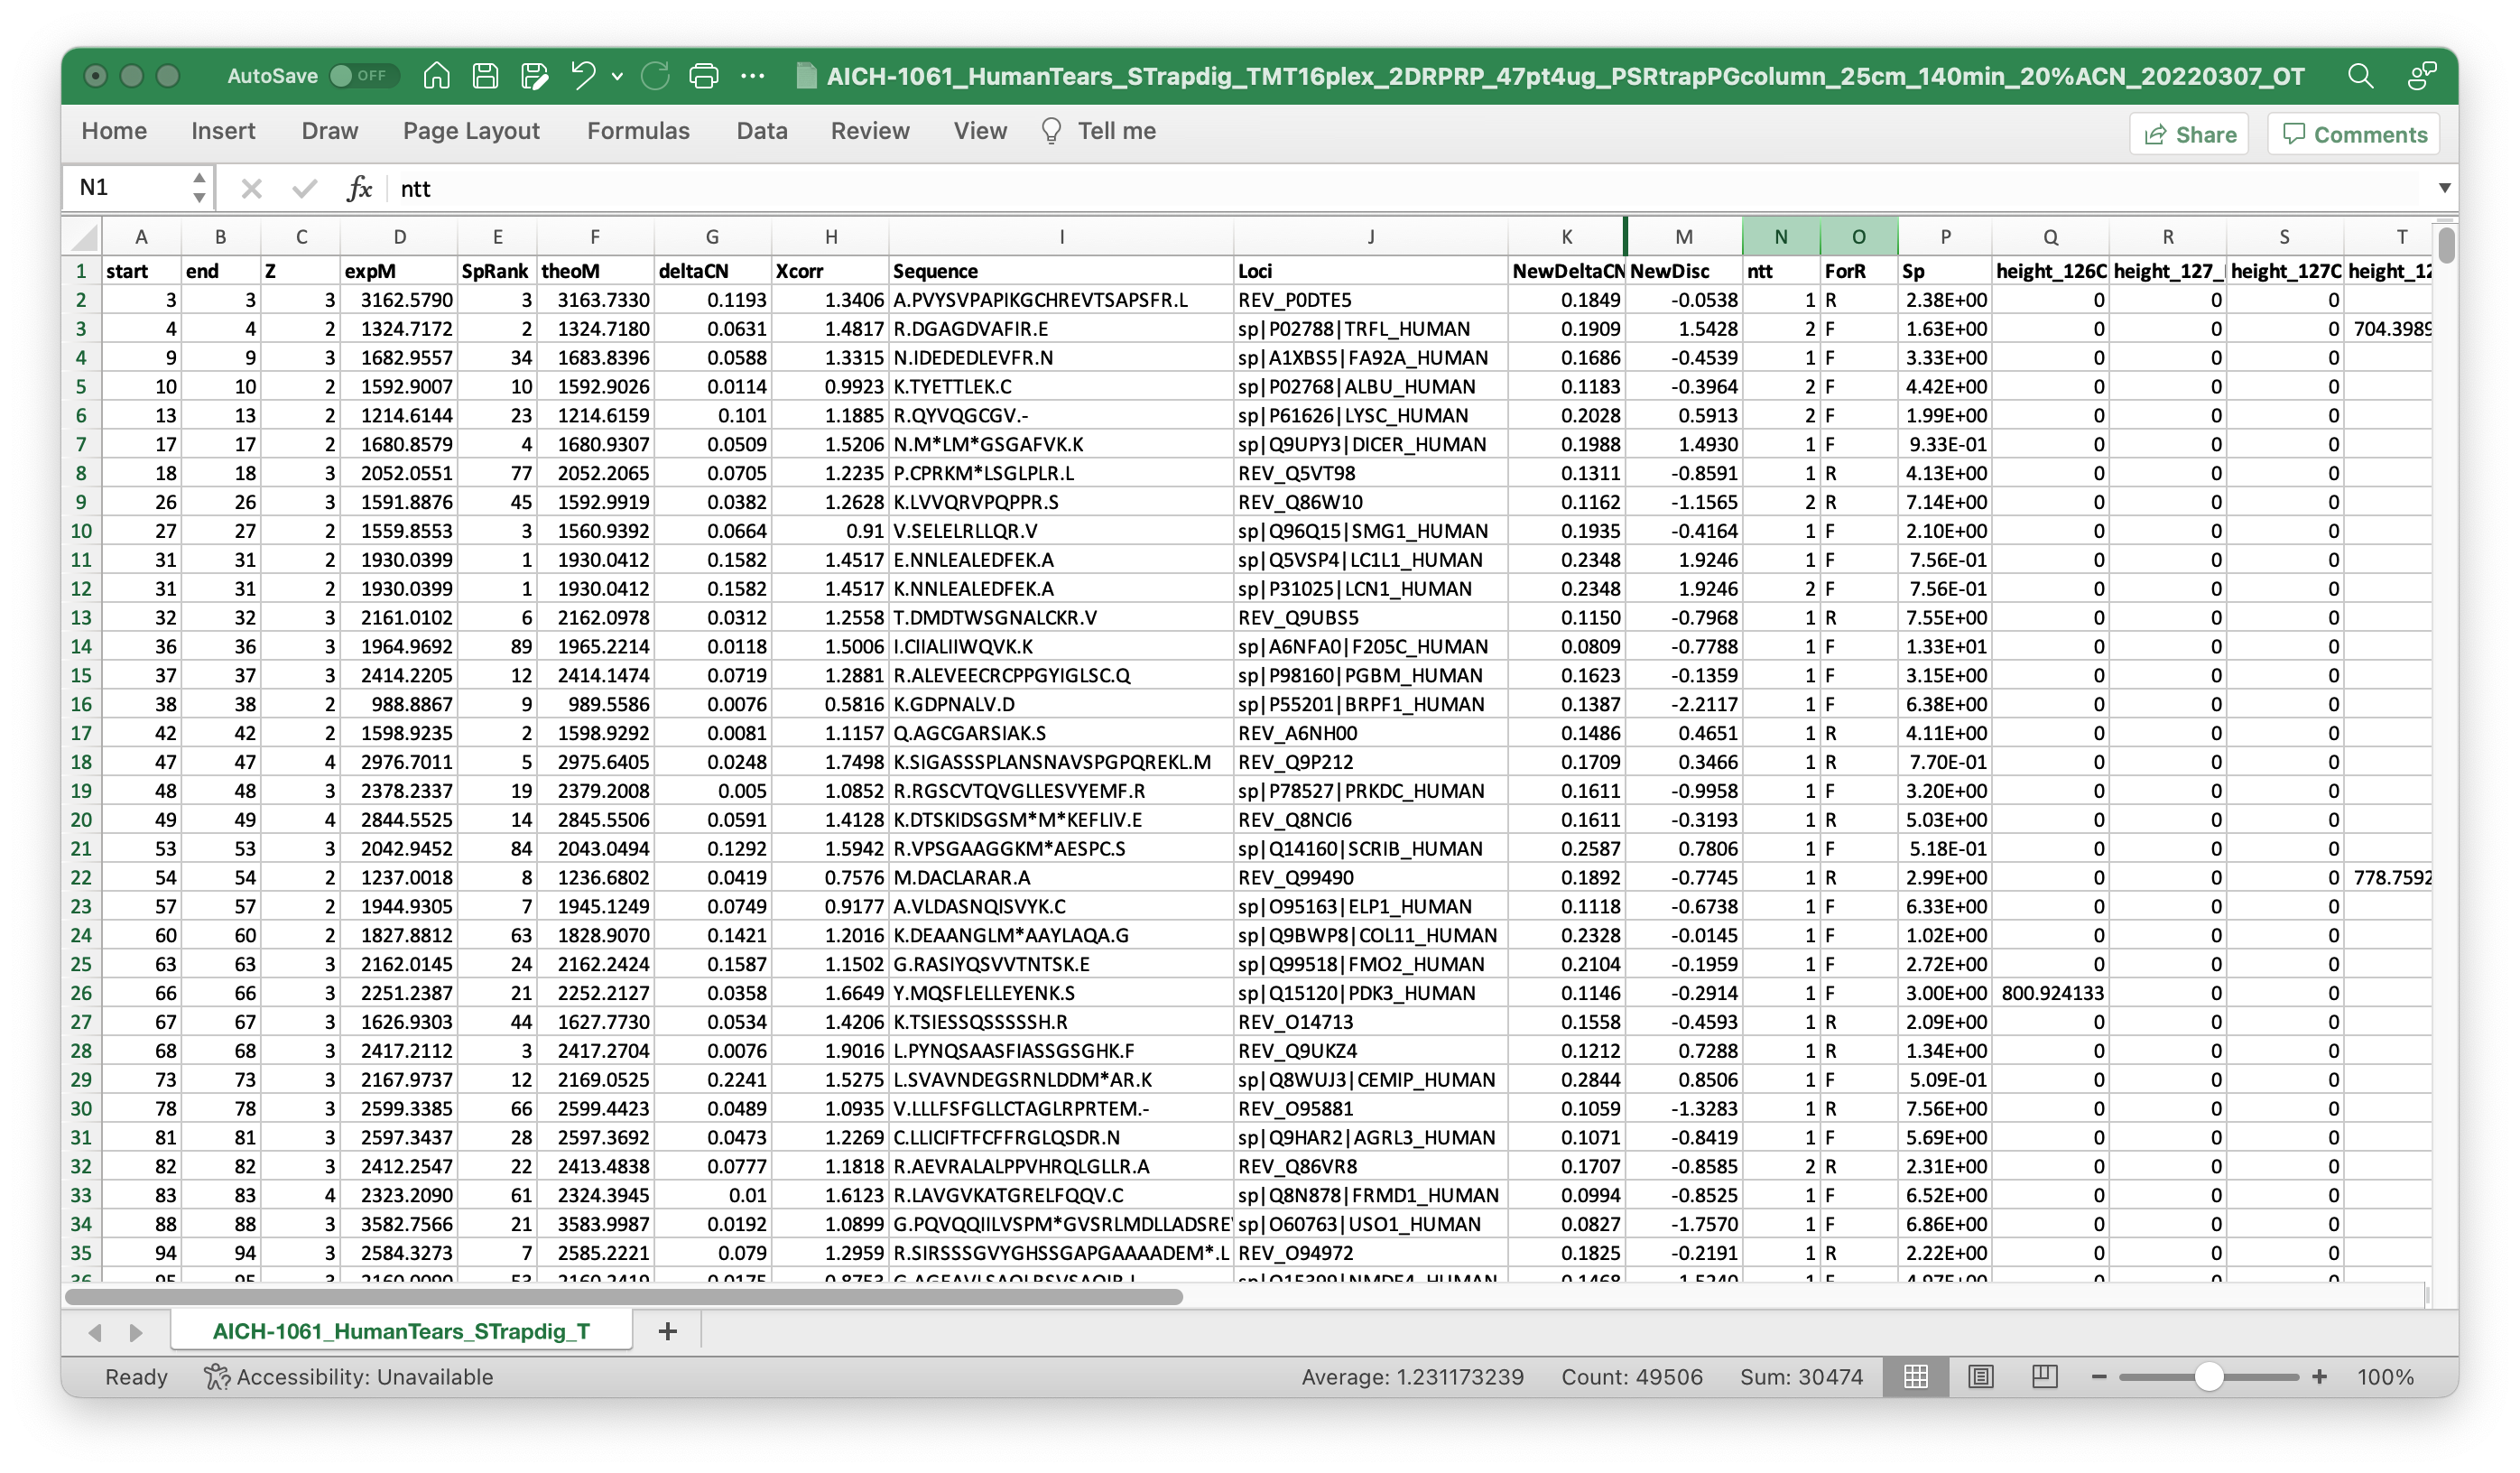 AutoSave OFF ... AICH-1061_HumanTears_STrapdig_TMT16plex_2DRPRP_47pt4ug_PSRtrapPGcolumn_25cm_140min_20%ACN_20220307_OT
Home Insert Draw Page Layout Formulas Data Review View Tell me Share Comments
N1 fx ntt
A B C D E F G H I J K M N O P Q R S T
1 start end Z expM SpRank theoM deltaCN Xcorr Sequence Loci NewDeltaCN NewDisc ntt ForR Sp height_126C height_127_ height_127C height_12
2 3 3 3 3162.5790 3 3163.7330 0.1193 1.3406 A.PVYSVPAPIKGCHREVTSAPSFR.L REV_P0DTE5 0.1849 -0.0538 1 R 2.38E+00 0 0 0
3 4 4 2 1324.7172 2 1324.7180 0.0631 1.4817 R.DGAGDVAFIR.E sp|P02788|TRFL_HUMAN 0.1909 1.5428 2 F 1.63E+00 0 0 0 704.3989
4 9 9 3 1682.9557 34 1683.8396 0.0588 1.3315 N.IDEDEDLEVFR.N sp|A1XBS5|FA92A_HUMAN 0.1686 -0.4539 1 F 3.33E+00 0 0 0
5 10 10 2 1592.9007 10 1592.9026 0.0114 0.9923 K.TYETTLEK.C sp|P02768|ALBU_HUMAN 0.1183 -0.3964 2 F 4.42E+00 0 0 0
6 13 13 2 1214.6144 23 1214.6159 0.101 1.1885 R.QYVQGCGV.- sp|P61626|LYSC_HUMAN 0.2028 0.5913 2 F 1.99E+00 0 0 0
7 17 17 2 1680.8579 4 1680.9307 0.0509 1.5206 N.M*LM*GSGAFVK.K sp|Q9UPY3|DICER_HUMAN 0.1988 1.4930 1 F 9.33E-01 0 0 0
8 18 18 3 2052.0551 77 2052.2065 0.0705 1.2235 P.CPRKM*LSGLPLR.L REV_Q5VT98 0.1311 -0.8591 1 R 4.13E+00 0 0 0
9 26 26 3 1591.8876 45 1592.9919 0.0382 1.2628 K.LVVQRVPQPPR.S REV_Q86W10 0.1162 -1.1565 2 R 7.14E+00 0 0 0
10 27 27 2 1559.8553 3 1560.9392 0.0664 0.91 V.SELELRLLQR.V sp|Q96Q15|SMG1_HUMAN 0.1935 -0.4164 1 F 2.10E+00 0 0 0
11 31 31 2 1930.0399 1 1930.0412 0.1582 1.4517 E.NNLEALEDFEK.A sp|Q5VSP4|LC1L1_HUMAN 0.2348 1.9246 1 F 7.56E-01 0 0 0
12 31 31 2 1930.0399 1 1930.0412 0.1582 1.4517 K.NNLEALEDFEK.A sp|P31025|LCN1_HUMAN 0.2348 1.9246 2 F 7.56E-01 0 0 0
13 32 32 3 2161.0102 6 2162.0978 0.0312 1.2558 T.DMDTWSGNALCKR.V REV_Q9UBS5 0.1150 -0.7968 1 R 7.55E+00 0 0 0
14 36 36 3 1964.9692 89 1965.2214 0.0118 1.5006 I.CIIALIIWQVK.K sp|A6NFA0|F205C_HUMAN 0.0809 -0.7788 1 F 1.33E+01 0 0 0
15 37 37 3 2414.2205 12 2414.1474 0.0719 1.2881 R.ALEVEECRCPPGYIGLSC.Q sp|P98160|PGBM_HUMAN 0.1623 -0.1359 1 F 3.15E+00 0 0 0
16 38 38 2 988.8867 9 989.5586 0.0076 0.5816 K.GDPNALV.D sp|P55201|BRPF1_HUMAN 0.1387 -2.2117 1 F 6.38E+00 0 0 0
17 42 42 2 1598.9235 2 1598.9292 0.0081 1.1157 Q.AGCGARSIAK.S REV_A6NH00 0.1486 0.4651 1 R 4.11E+00 0 0 0
18 47 47 4 2976.7011 5 2975.6405 0.0248 1.7498 K.SIGASSSPLANSNAVSPGPQREKL.M REV_Q9P212 0.1709 0.3466 1 R 7.70E-01 0 0 0
19 48 48 3 2378.2337 19 2379.2008 0.005 1.0852 R.RGSCVTQVGLLESVYEMF.R sp|P78527|PRKDC_HUMAN 0.1611 -0.9958 1 F 3.20E+00 0 0 0
20 49 49 4 2844.5525 14 2845.5506 0.0591 1.4128 K.DTSKIDSGSM*M*KEFLIV.E REV_Q8NCI6 0.1611 -0.3193 1 R 5.03E+00 0 0 0
21 53 53 3 2042.9452 84 2043.0494 0.1292 1.5942 R.VPSGAAGGKM*AESPC.S sp|Q14160|SCRIB_HUMAN 0.2587 0.7806 1 F 5.18E-01 0 0 0
22 54 54 2 1237.0018 8 1236.6802 0.0419 0.7576 M.DACLARAR.A REV_Q99490 0.1892 -0.7745 1 R 2.99E+00 0 0 0 778.7592
23 57 57 2 1944.9305 7 1945.1249 0.0749 0.9177 A.VLDASNQISVYK.C sp|O95163|ELP1_HUMAN 0.1118 -0.6738 1 F 6.33E+00 0 0 0
24 60 60 2 1827.8812 63 1828.9070 0.1421 1.2016 K.DEAANGLM*AAYLAQA.G sp|Q9BWP8|COL11_HUMAN 0.2328 -0.0145 1 F 1.02E+00 0 0 0
25 63 63 3 2162.0145 24 2162.2424 0.1587 1.1502 G.RASIYQSVVTNTSK.E sp|Q99518|FMO2_HUMAN 0.2104 -0.1959 1 F 2.72E+00 0 0 0
26 66 66 3 2251.2387 21 2252.2127 0.0358 1.6649 Y.MQSFLELLEYENK.S sp|Q15120|PDK3_HUMAN 0.1146 -0.2914 1 F 3.00E+00 800.924133 0 0
27 67 67 3 1626.9303 44 1627.7730 0.0534 1.4206 K.TSIESSQSSSSSH.R REV_O14713 0.1558 -0.4593 1 R 2.09E+00 0 0 0
28 68 68 3 2417.2112 3 2417.2704 0.0076 1.9016 L.PYNQSAASFIASSGSGHK.F REV_Q9UKZ4 0.1212 0.7288 1 R 1.34E+00 0 0 0
29 73 73 3 2167.9737 12 2169.0525 0.2241 1.5275 L.SVAVNDEGSRNLDDM*AR.K sp|Q8WUJ3|CEMIP_HUMAN 0.2844 0.8506 1 F 5.09E-01 0 0 0
30 78 78 3 2599.3385 66 2599.4423 0.0489 1.0935 V.LLLFSFGLLCTAGLRPRTEM.- REV_O95881 0.1059 -1.3283 1 R 7.56E+00 0 0 0
31 81 81 3 2597.3437 28 2597.3692 0.0473 1.2269 C.LLICIFTFCFFRGLQSDR.N sp|Q9HAR2|AGRL3_HUMAN 0.1071 -0.8419 1 F 5.69E+00 0 0 0
32 82 82 3 2412.2547 22 2413.4838 0.0777 1.1818 R.AEVRALALPPVHRQLGLLR.A REV_Q86VR8 0.1707 -0.8585 2 R 2.31E+00 0 0 0
33 83 83 4 2323.2090 61 2324.3945 0.01 1.6123 R.LAVGVKATGRELFQQV.C sp|Q8N878|FRMD1_HUMAN 0.0994 -0.8525 1 F 6.52E+00 0 0 0
34 88 88 3 3582.7566 21 3583.9987 0.0192 1.0899 G.PQVQQIILVSPM*GVSRLMDLLADSRE sp|O60763|USO1_HUMAN 0.0827 -1.7570 1 F 6.86E+00 0 0 0
35 94 94 3 2584.3273 7 2585.2221 0.079 1.2959 R.SIRSSSGVYGHSSGAPGAAAADEM*.L REV_O94972 0.1825 -0.2191 1 R 2.22E+00 0 0 0
AICH-1061_HumanTears_STrapdig_T +
Ready Accessibility: Unavailable Average: 1.231173239 Count: 49506 Sum: 30474 100%